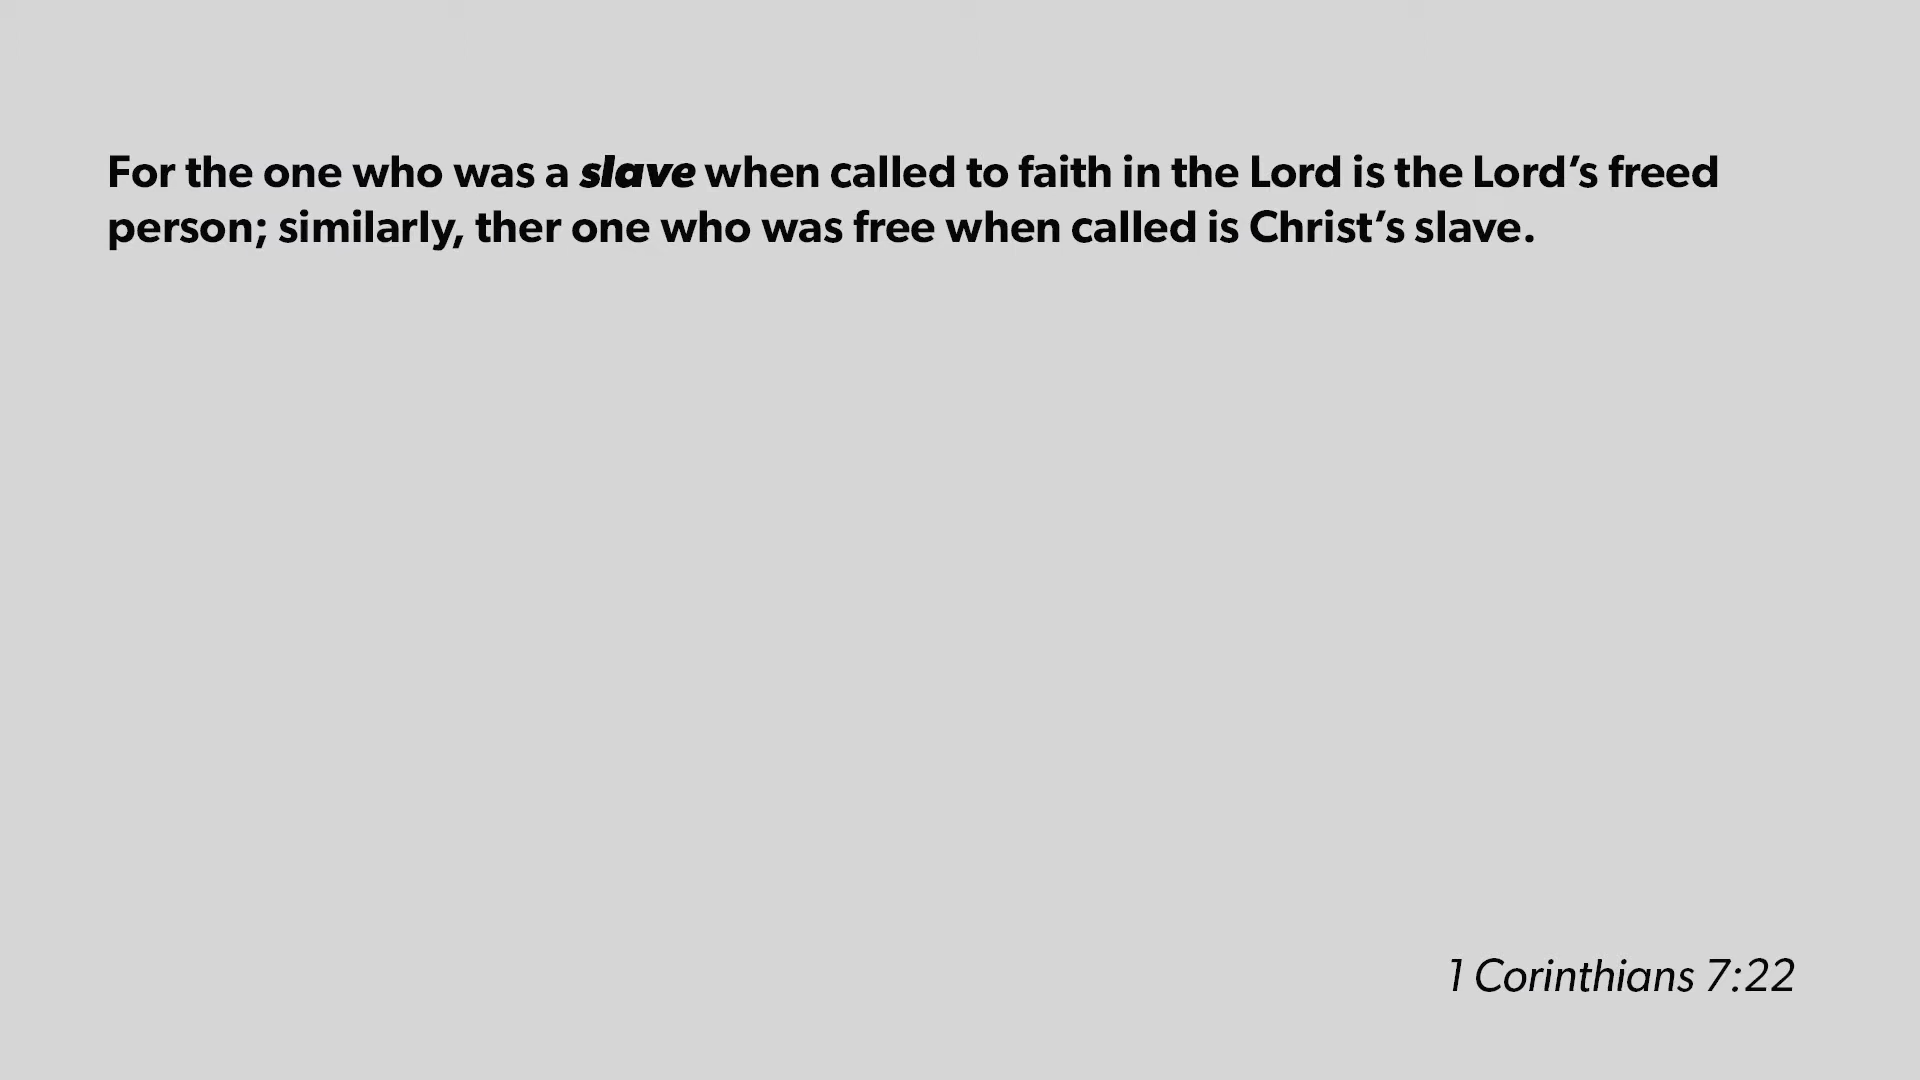 For the one who was a slave when called to faith in the Lord is the Lord’s freed
person; similarly, ther one who was free when called is Christ’s slave.
1 Corinthians 7:22